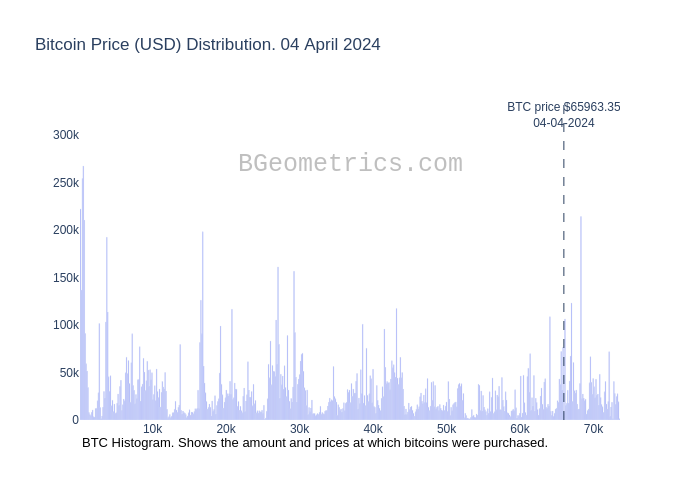 Bitcoin Price (USD) Distribution. 04 April 2024
BTC price $65963.35
04-04-2024
300k
BGeometrics.com
250k
200k
150k
100k
50k
0
10k 20k 30k 40k 50k 60k 70k
BTC Histogram. Shows the amount and prices at which bitcoins were purchased.